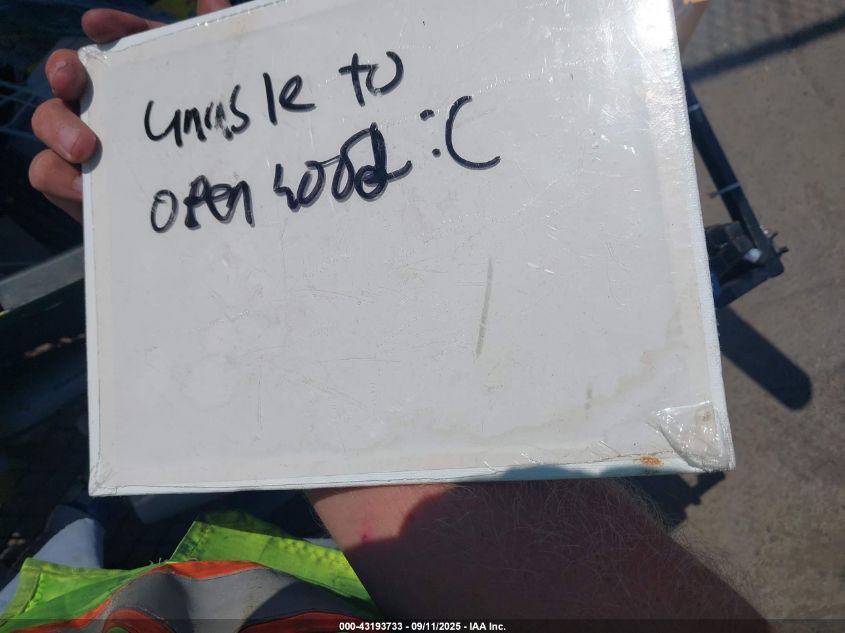 unable to
open hood :(
000-43193733 - 09/11/2025 - IAA Inc.